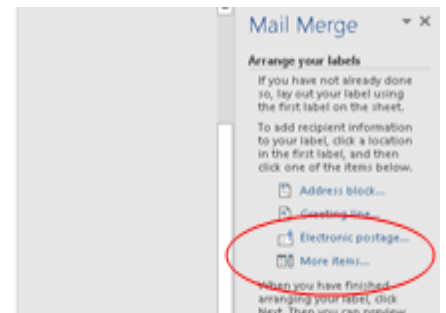 Mail Merge
Arrange your labels
If you have not already done
so, lay out your label using
the first label on the sheet.
To add recipient information
to your label, click a location
in the first label, and then
click one of the items below.
Address block...
Greeting line...
Electronic postage...
More items...
When you have finished
arranging your label, click
Next. Then you can preview